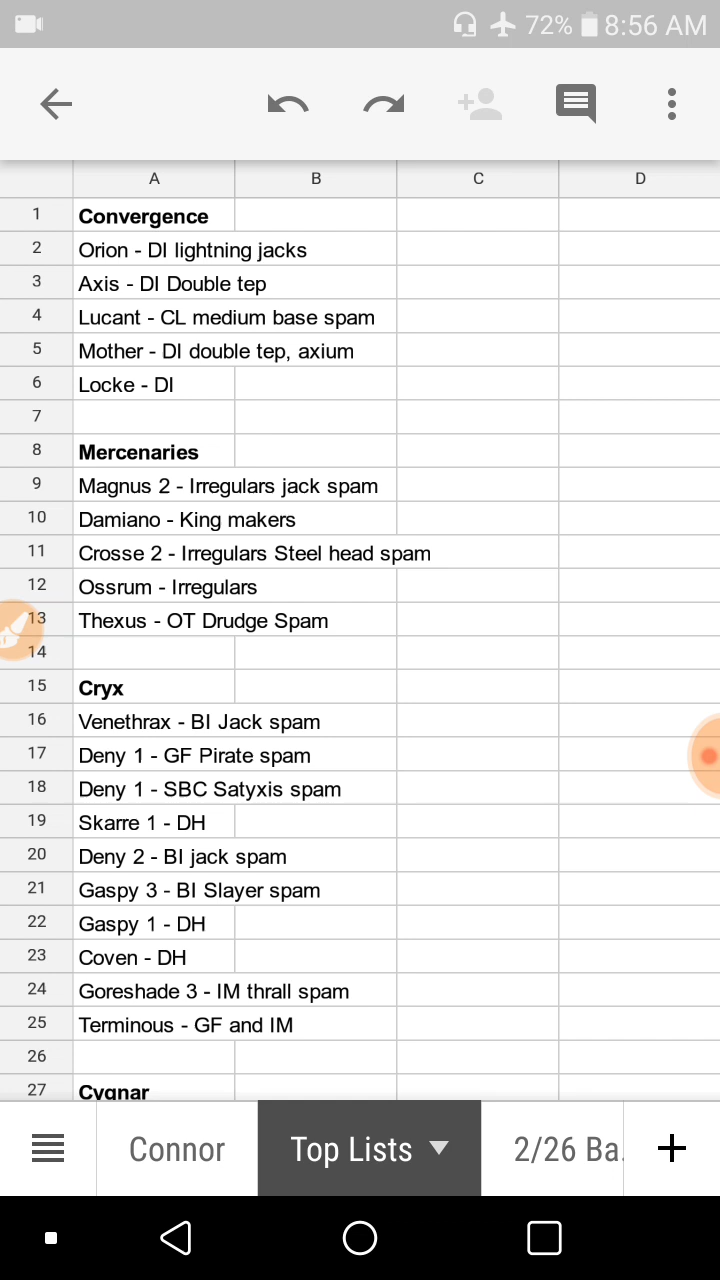 72% 8:56 AM
A B C D
1 Convergence
2 Orion - DI lightning jacks
3 Axis - DI Double tep
4 Lucant - CL medium base spam
5 Mother - DI double tep, axium
6 Locke - DI
7
8 Mercenaries
9 Magnus 2 - Irregulars jack spam
10 Damiano - King makers
11 Crosse 2 - Irregulars Steel head spam
12 Ossrum - Irregulars
13 Thexus - OT Drudge Spam
14
15 Cryx
16 Venethrax - BI Jack spam
17 Deny 1 - GF Pirate spam
18 Deny 1 - SBC Satyxis spam
19 Skarre 1 - DH
20 Deny 2 - BI jack spam
21 Gaspy 3 - BI Slayer spam
22 Gaspy 1 - DH
23 Coven - DH
24 Goreshade 3 - IM thrall spam
25 Terminous - GF and IM
26
27 Cygnar
Connor Top Lists 2/26 Ba.